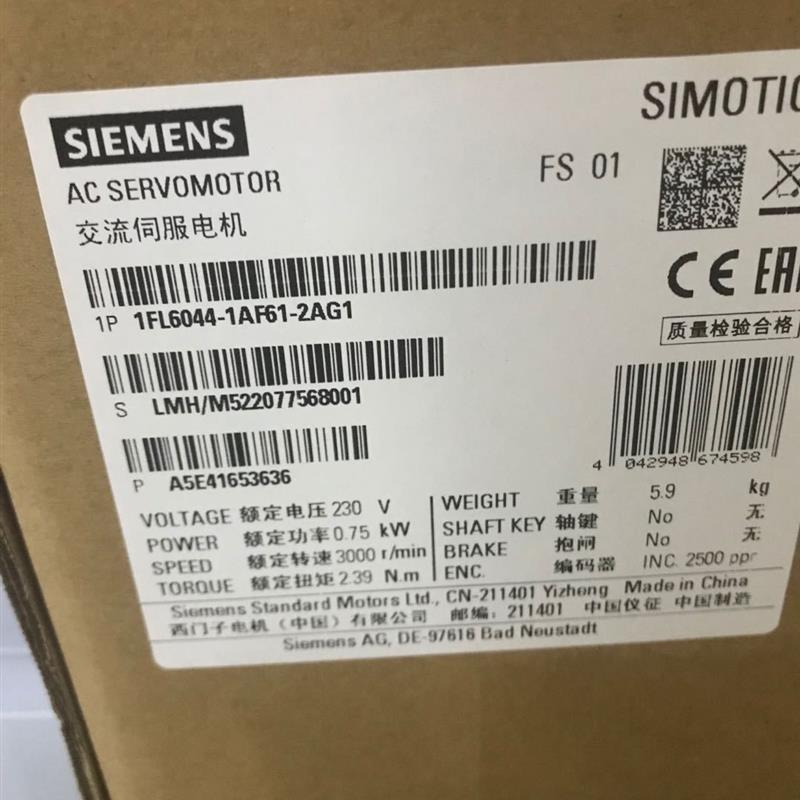 SIEMENS
SIMOTIC
AC SERVOMOTOR
FS 01
交流伺服电机
CE EA
1P 1FL6044-1AF61-2AG1
质量检验合格
S LMH/M522077568001
P A5E41653636
4 042948 674598
VOLTAGE 额定电压 230 V
POWER 额定功率 0.75 kW
SPEED 额定转速 3000 r/min
TORQUE 额定扭矩 2.39 N.m
WEIGHT 重量 5.9 kg
SHAFT KEY 轴键 No 无
BRAKE 抱闸 No 无
ENC. 编码器 INC. 2500 ppr
Siemens Standard Motors Ltd., CN-211401 Yizheng Made in China
西门子电机（中国）有限公司 邮编：211401 中国仪征 中国制造
Siemens AG, DE-97616 Bad Neustadt